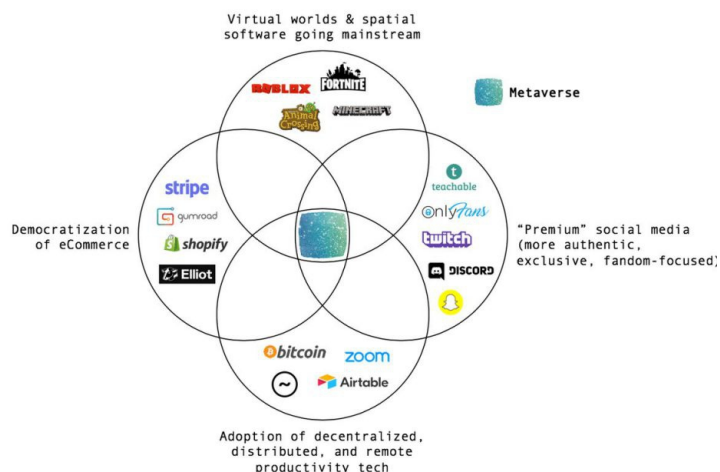 Virtual worlds & spatial
software going mainstream
ROBLOX
FORTNITE
Animal
Crossing
MINECRAFT
Metaverse
stripe
gumroad
shopify
Elliot
Democratization
of eCommerce
t
teachable
OnlyFans
twitch
DISCORD
"Premium" social media
(more authentic,
exclusive, fandom-focused)
bitcoin
zoom
~
Airtable
Adoption of decentralized,
distributed, and remote
productivity tech